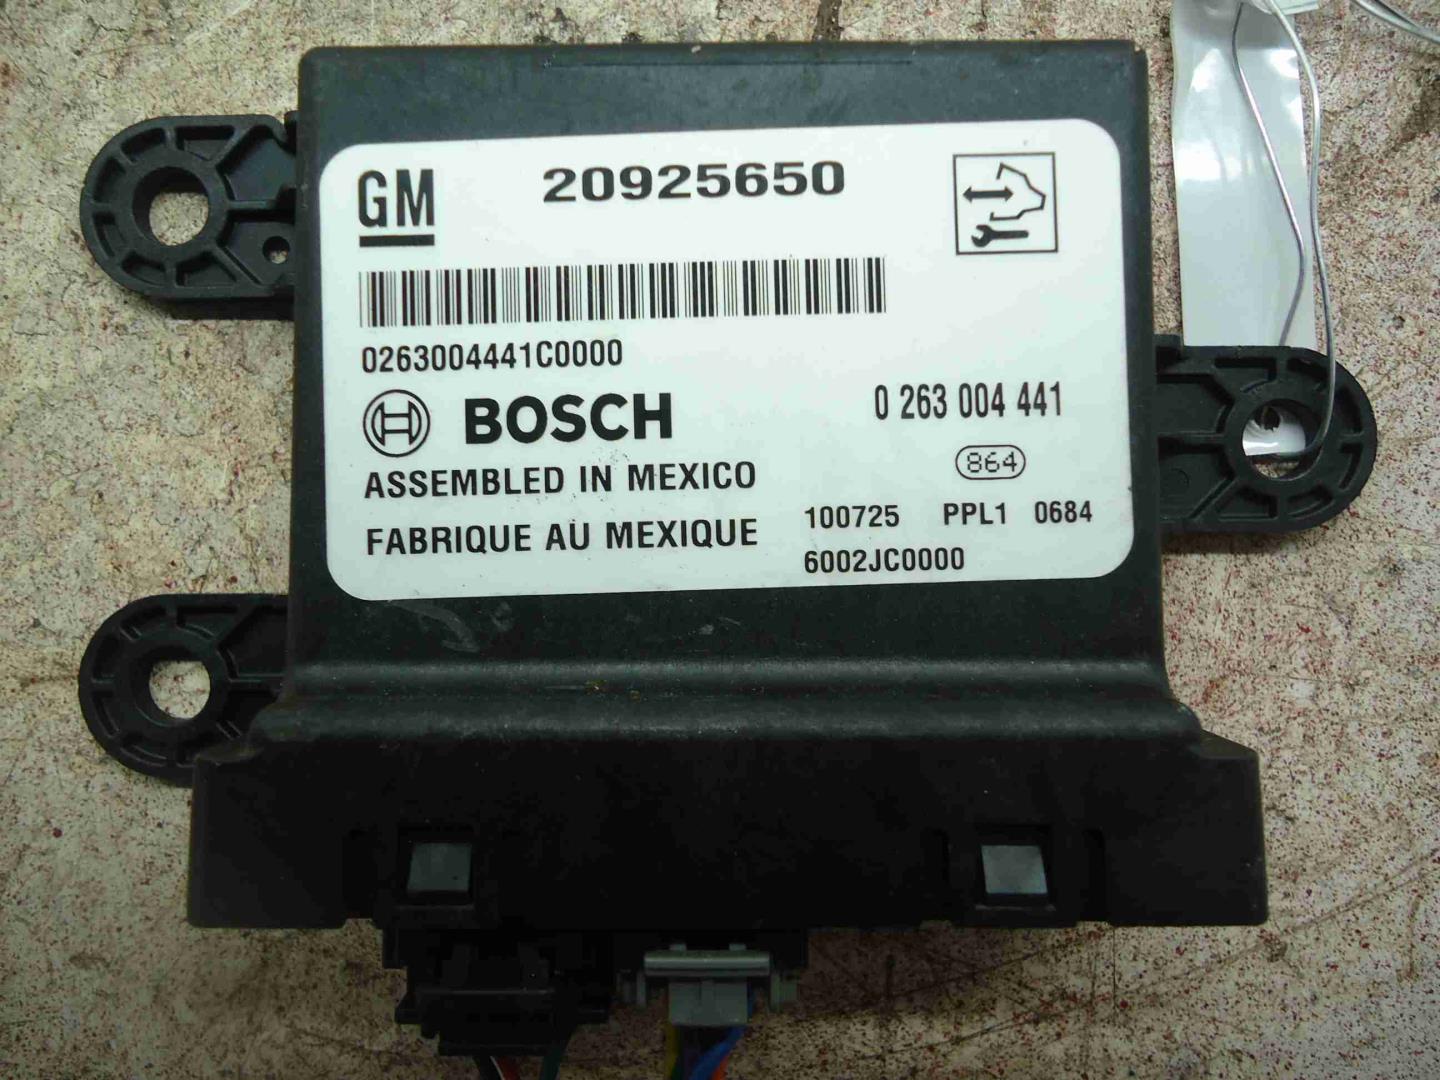 GM 20925650
0263004441C0000
BOSCH 0 263 004 441
864
ASSEMBLED IN MEXICO
FABRIQUE AU MEXIQUE
100725 PPL1 0684
6002JC0000